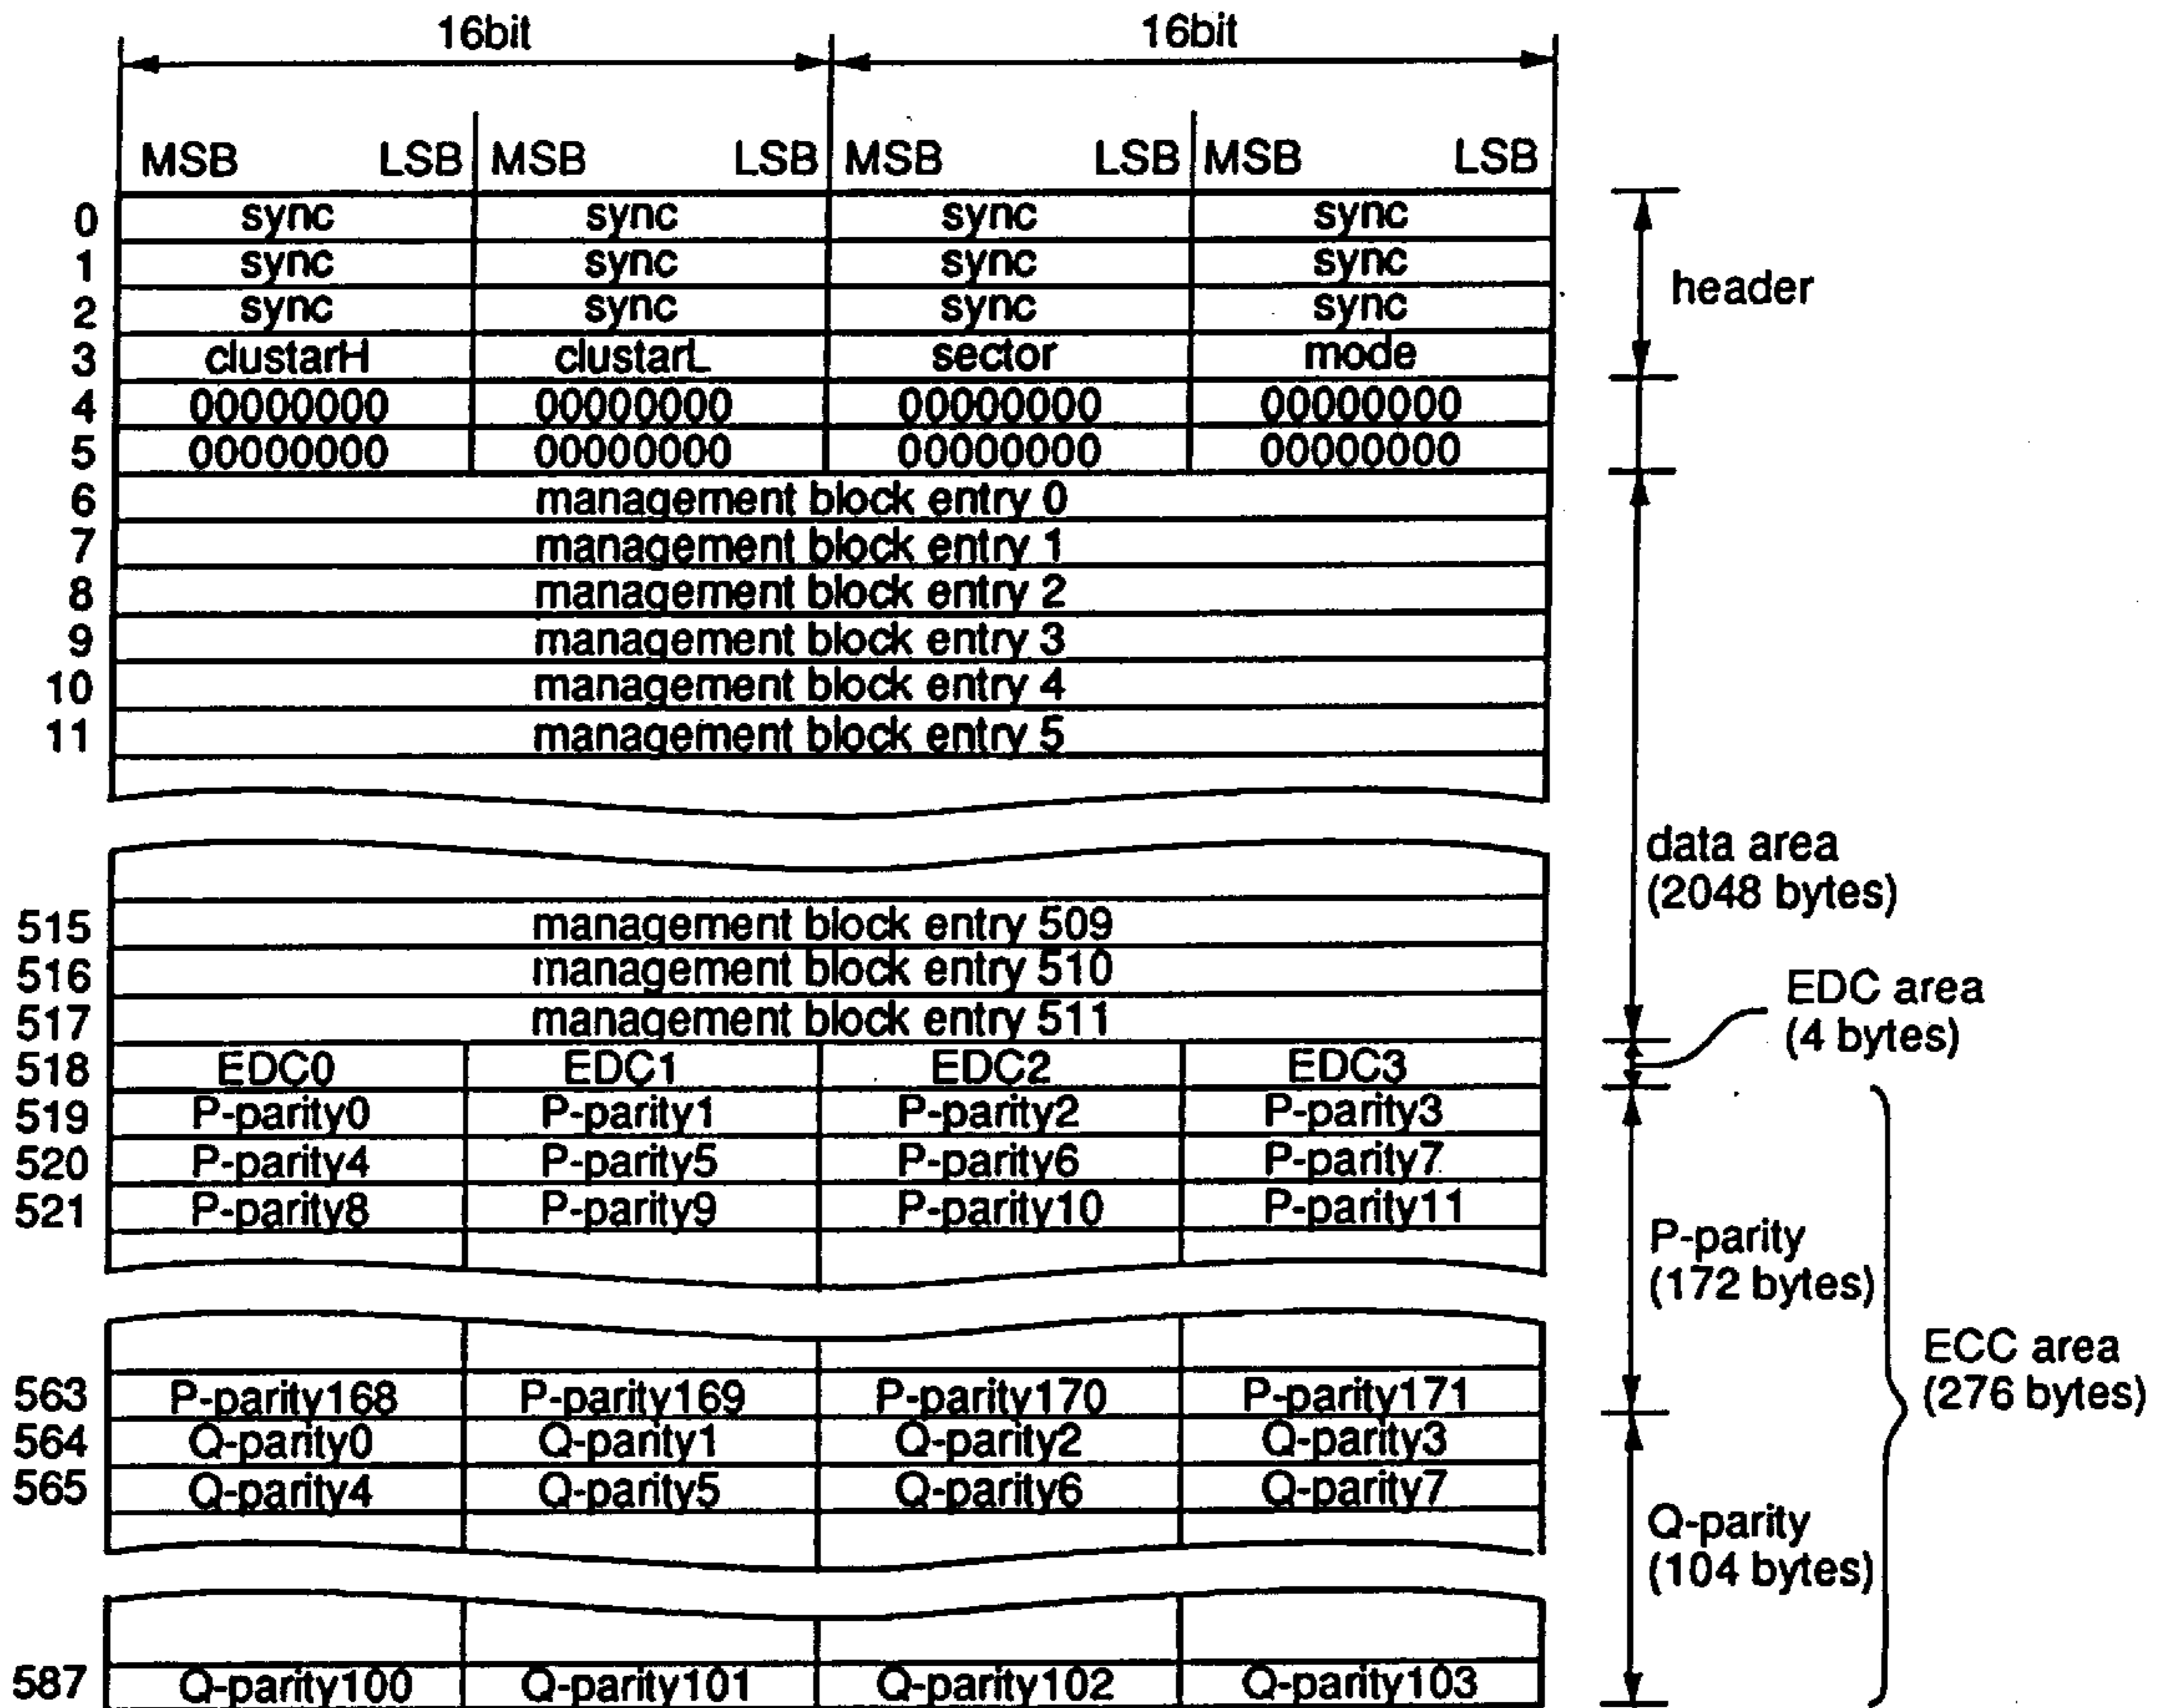 16bit 16bit
MSB LSB MSB LSB MSB LSB MSB LSB
0 sync sync sync sync
1 sync sync sync sync
2 sync sync sync sync
header
3 clustarH clustarL sector mode
4 00000000 00000000 00000000 00000000
5 00000000 00000000 00000000 00000000
6 management block entry 0
7 management block entry 1
8 management block entry 2
9 management block entry 3
10 management block entry 4
11 management block entry 5
data area
(2048 bytes)
515 management block entry 509
516 management block entry 510
517 management block entry 511
EDC area
(4 bytes)
518 EDC0 EDC1 EDC2 EDC3
519 P-parity0 P-parity1 P-parity2 P-parity3
520 P-parity4 P-parity5 P-parity6 P-parity7
521 P-parity8 P-parity9 P-parity10 P-parity11
P-parity
(172 bytes)
ECC area
(276 bytes)
563 P-parity168 P-parity169 P-parity170 P-parity171
564 Q-parity0 Q-parity1 Q-parity2 Q-parity3
565 Q-parity4 Q-parity5 Q-parity6 Q-parity7
Q-parity
(104 bytes)
587 Q-parity100 Q-parity101 Q-parity102 Q-parity103